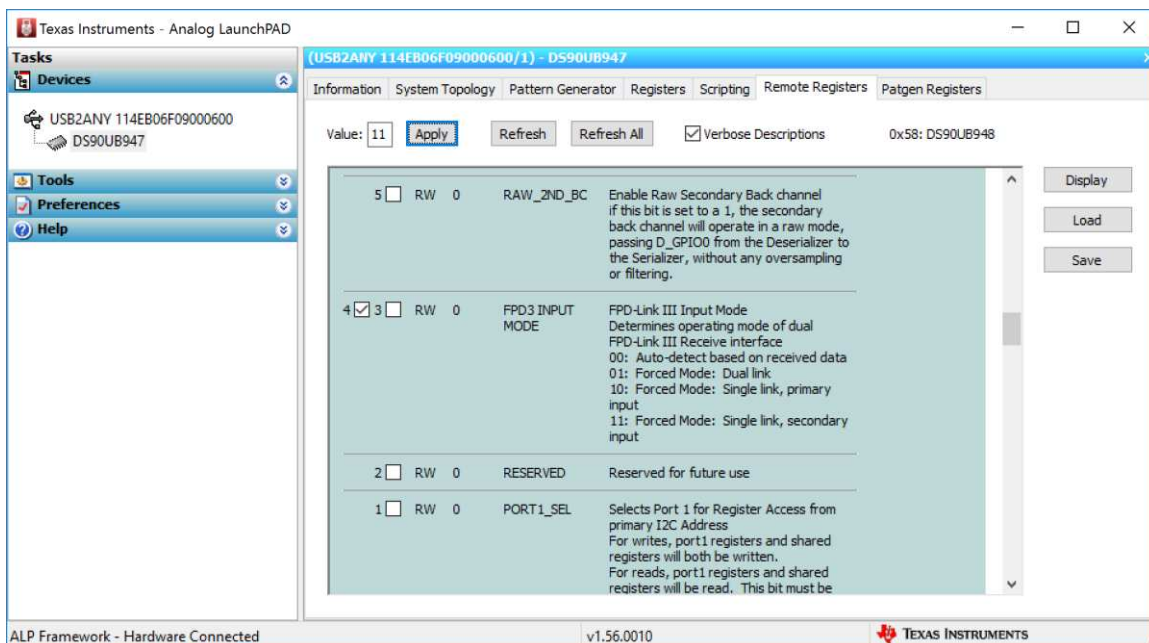 Texas Instruments - Analog LaunchPAD
Tasks
Devices
USB2ANY 114EB06F09000600
DS90UB947
Tools
Preferences
Help
(USB2ANY 114EB06F09000600/1) - DS90UB947
Information System Topology Pattern Generator Registers Scripting Remote Registers Patgen Registers
Value: 11 Apply Refresh Refresh All Verbose Descriptions 0x58: DS90UB948
5 RW 0 RAW_2ND_BC Enable Raw Secondary Back channel
if this bit is set to a 1, the secondary
back channel will operate in a raw mode,
passing D_GPIO0 from the Deserializer to
the Serializer, without any oversampling
or filtering.
4 3 RW 0 FPD3 INPUT FPD-Link III Input Mode
MODE Determines operating mode of dual
FPD-Link III Receive interface
00: Auto-detect based on received data
01: Forced Mode: Dual link
10: Forced Mode: Single link, primary
input
11: Forced Mode: Single link, secondary
input
2 RW 0 RESERVED Reserved for future use
1 RW 0 PORT1_SEL Selects Port 1 for Register Access from
primary I2C Address
For writes, port1 registers and shared
registers will both be written.
For reads, port1 registers and shared
registers will be read. This bit must be
Display
Load
Save
ALP Framework - Hardware Connected v1.56.0010 TEXAS INSTRUMENTS